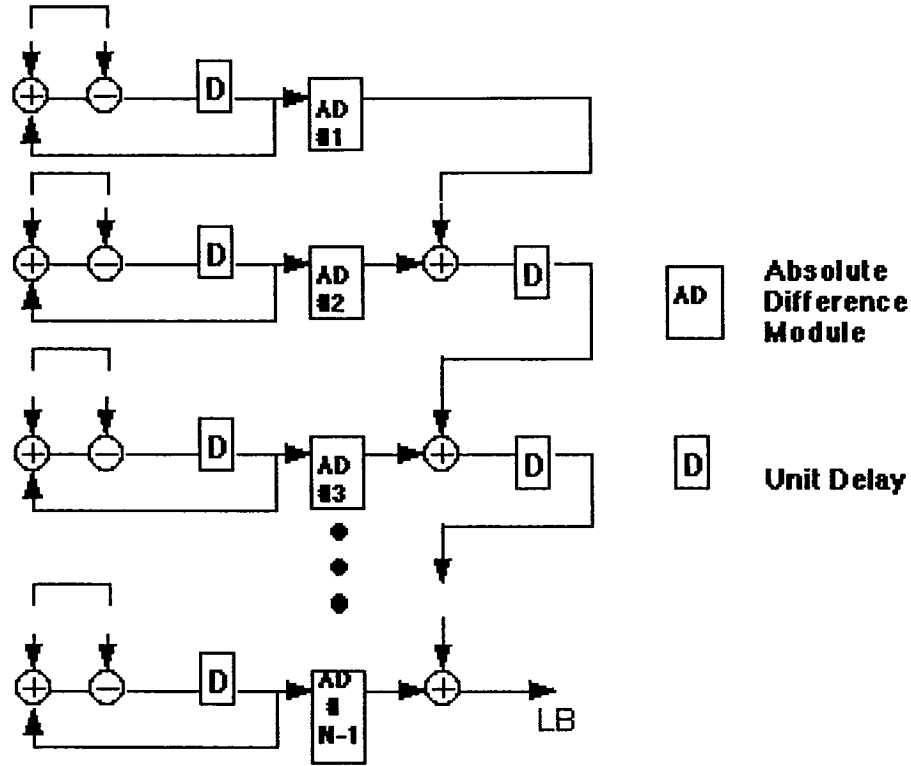 D
AD
#1
D
AD
#2
D
AD
Absolute
Difference
Module
D
AD
#3
D
D
Unit Delay
D
AD
#
N-1
LB